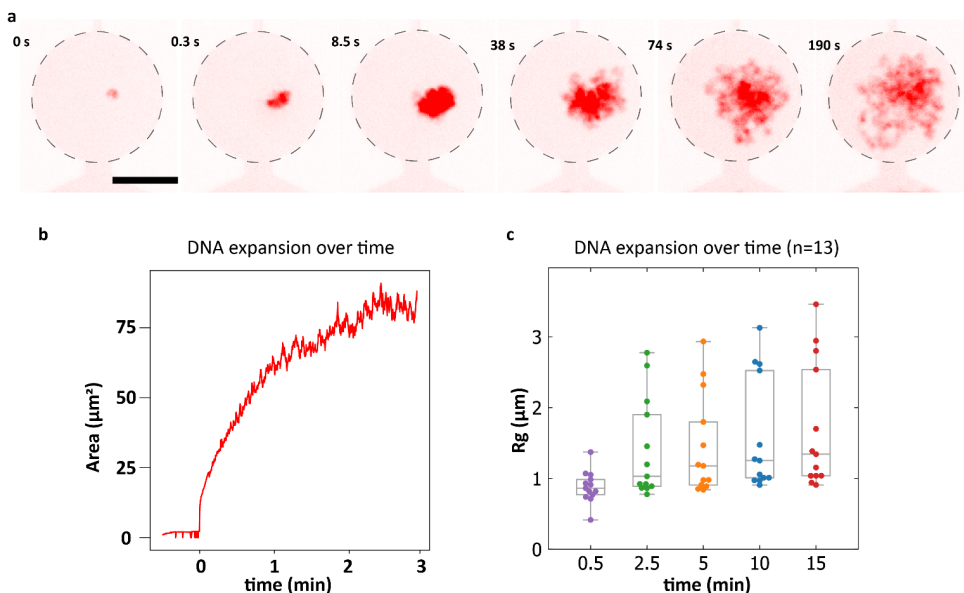 a
0 s
0.3 s
8.5 s
38 s
74 s
190 s
b
DNA expansion over time
Area (µm²)
75
50
25
0
0
1
2
3
time (min)
c
DNA expansion over time (n=13)
Rg (µm)
3
2
1
0
0.5
2.5
5
10
15
time (min)